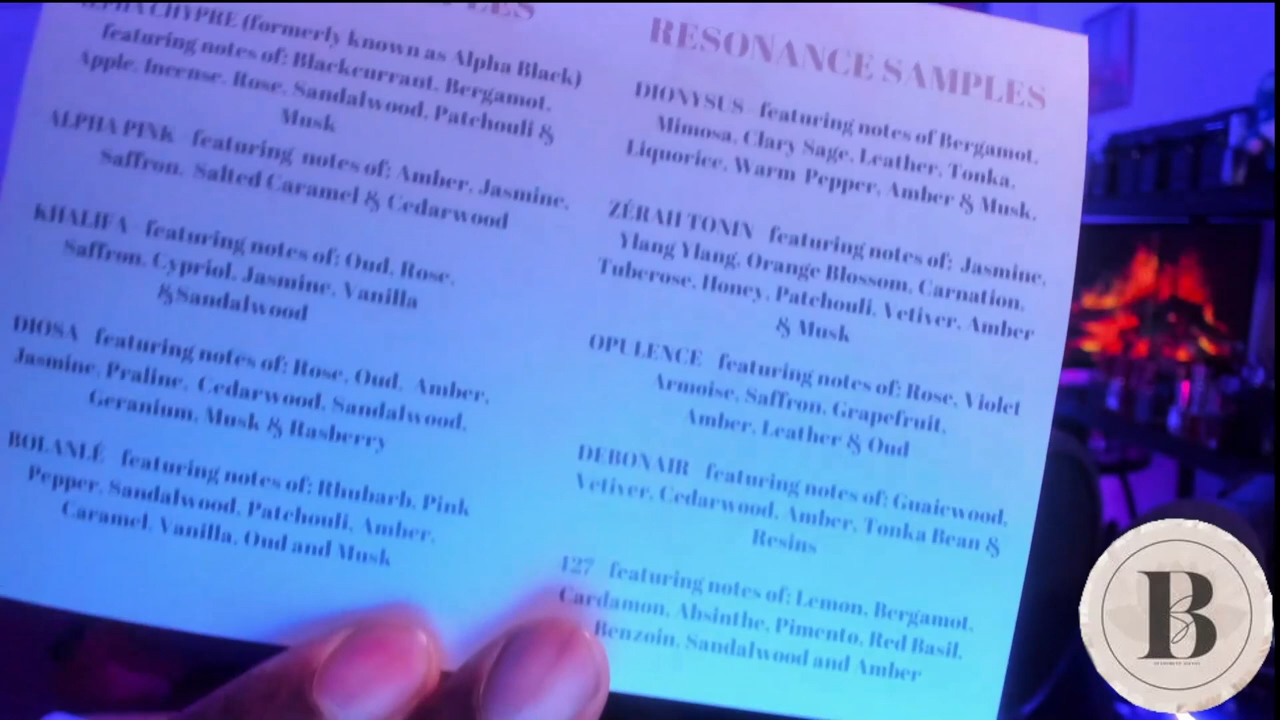 ALPHA CHYPRE (formerly known as Alpha Black)
featuring notes of: Blackcurrant, Bergamot,
Apple, Incense, Rose, Sandalwood, Patchouli &
Musk
ALPHA PINK featuring notes of: Amber, Jasmine,
Saffron, Salted Caramel & Cedarwood
KHALIFA featuring notes of: Oud, Rose,
Saffron, Cypriol, Jasmine, Vanilla
&Sandalwood
DIOSA featuring notes of: Rose, Oud, Amber,
Jasmine, Praline, Cedarwood, Sandalwood,
Geranium, Musk & Rasberry
BOLANLÉ featuring notes of: Rhubarb, Pink
Pepper, Sandalwood, Patchouli, Amber,
Caramel, Vanilla, Oud and Musk
RESONANCE SAMPLES
DIONYSUS featuring notes of Bergamot,
Mimosa, Clary Sage, Leather, Tonka,
Liquorice, Warm Pepper, Amber & Musk.
ZÉRAH TONIN featuring notes of: Jasmine,
Ylang Ylang, Orange Blossom, Carnation,
Tuberose, Honey, Patchouli, Vetiver, Amber
& Musk
OPULENCE featuring notes of: Rose, Violet
Armoise, Saffron, Grapefruit,
Amber, Leather & Oud
DEBONAIR featuring notes of: Guaiewood,
Vetiver, Cedarwood, Amber, Tonka Bean &
Resins
127 featuring notes of: Lemon, Bergamot,
Cardamon, Absinthe, Pimento, Red Basil,
Benzoin, Sandalwood and Amber
B